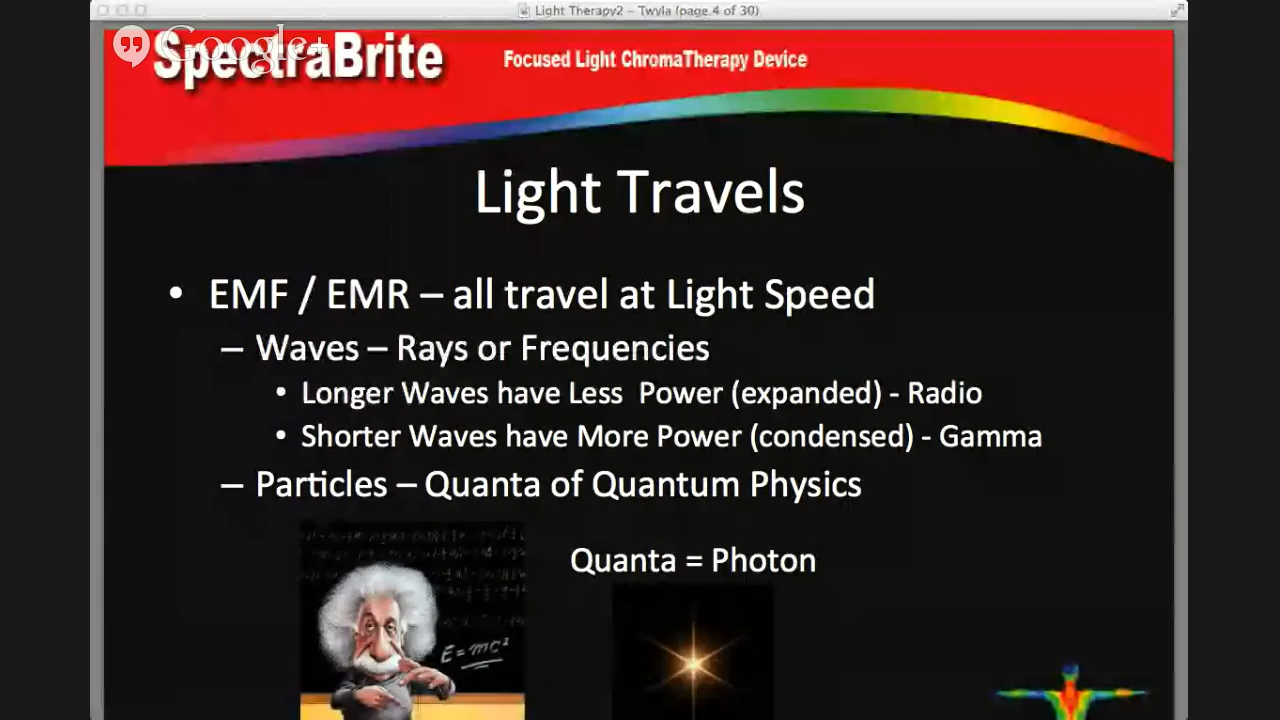 Light Therapy2 – Twyla (page 4 of 30)
Google+
SpectraBrite
Focused Light ChromaTherapy Device
Light Travels
• EMF / EMR – all travel at Light Speed
– Waves – Rays or Frequencies
• Longer Waves have Less Power (expanded) - Radio
• Shorter Waves have More Power (condensed) - Gamma
– Particles – Quanta of Quantum Physics
Quanta = Photon
E=mc²